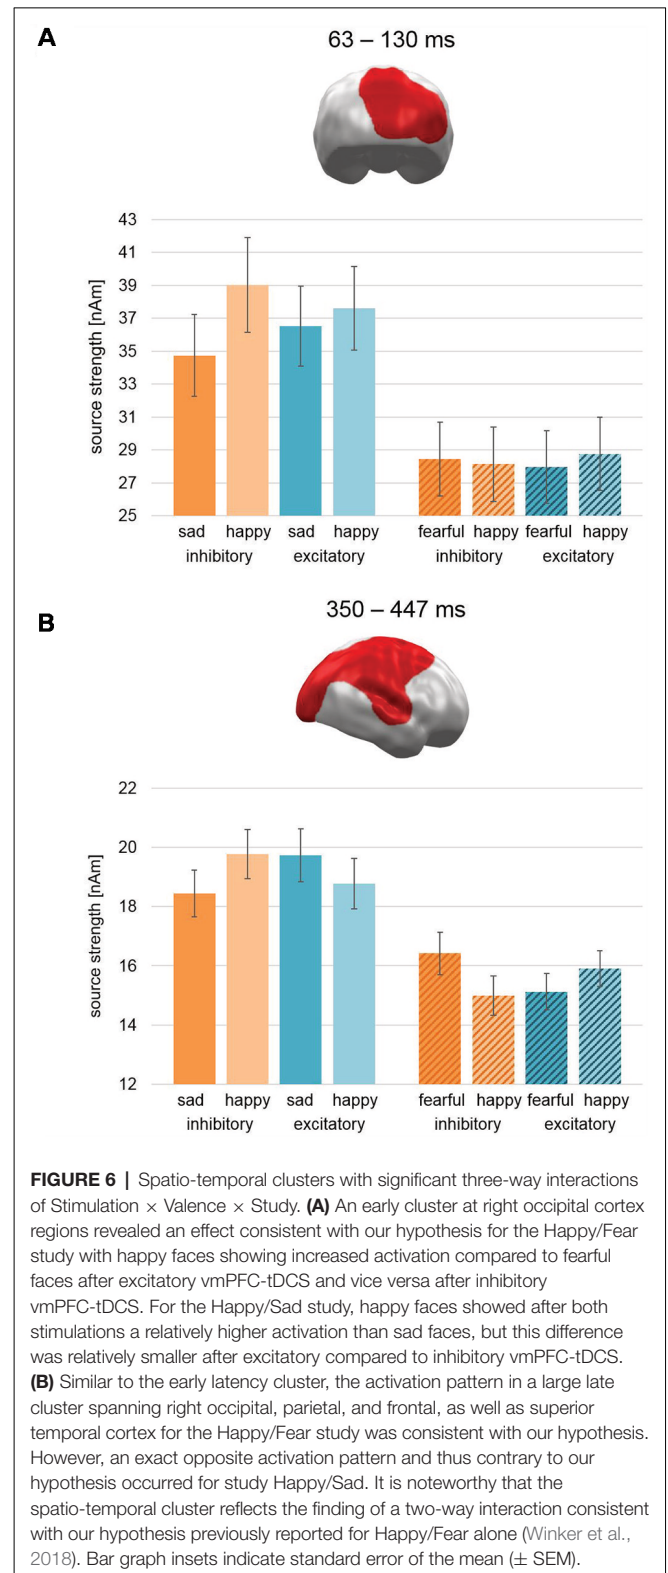 A
63 – 130 ms
43
41
39
37
35
33
31
29
27
25
source strength [nAm]
sad happy sad happy fearful happy fearful happy
inhibitory excitatory inhibitory excitatory
B
350 – 447 ms
22
20
18
16
14
12
source strength [nAm]
sad happy sad happy fearful happy fearful happy
inhibitory excitatory inhibitory excitatory
FIGURE 6 | Spatio-temporal clusters with significant three-way interactions
of Stimulation × Valence × Study. (A) An early cluster at right occipital cortex
regions revealed an effect consistent with our hypothesis for the Happy/Fear
study with happy faces showing increased activation compared to fearful
faces after excitatory vmPFC-tDCS and vice versa after inhibitory
vmPFC-tDCS. For the Happy/Sad study, happy faces showed after both
stimulations a relatively higher activation than sad faces, but this difference
was relatively smaller after excitatory compared to inhibitory vmPFC-tDCS.
(B) Similar to the early latency cluster, the activation pattern in a large late
cluster spanning right occipital, parietal, and frontal, as well as superior
temporal cortex for the Happy/Fear study was consistent with our hypothesis.
However, an exact opposite activation pattern and thus contrary to our
hypothesis occurred for study Happy/Sad. It is noteworthy that the
spatio-temporal cluster reflects the finding of a two-way interaction consistent
with our hypothesis previously reported for Happy/Fear alone (Winker et al.,
2018). Bar graph insets indicate standard error of the mean (± SEM).